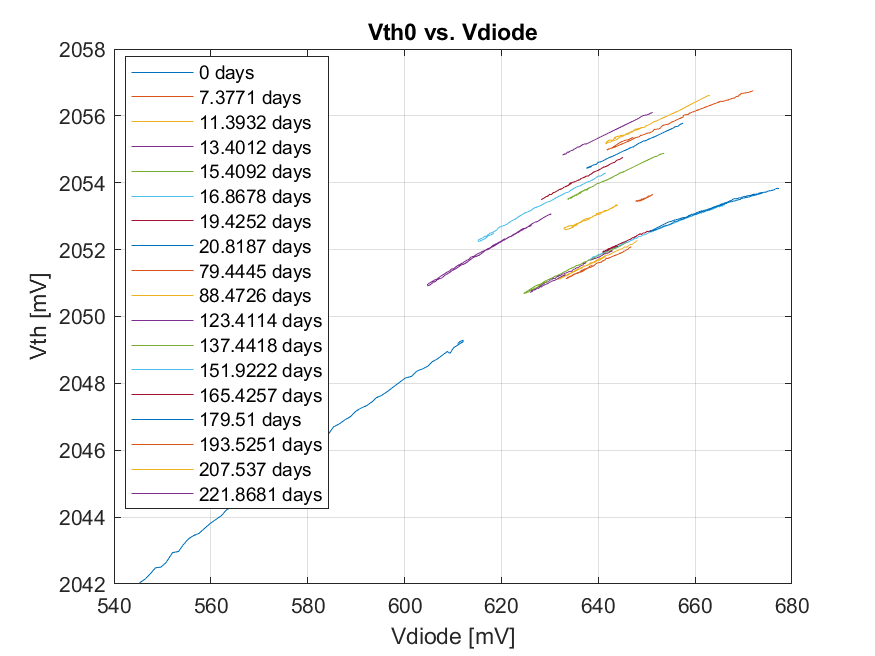 Vth0 vs. Vdiode
2058
2056
2054
2052
2050
2048
2046
2044
2042
Vth [mV]
0 days
7.3771 days
11.3932 days
13.4012 days
15.4092 days
16.8678 days
19.4252 days
20.8187 days
79.4445 days
88.4726 days
123.4114 days
137.4418 days
151.9222 days
165.4257 days
179.51 days
193.5251 days
207.537 days
221.8681 days
540 560 580 600 620 640 660 680
Vdiode [mV]